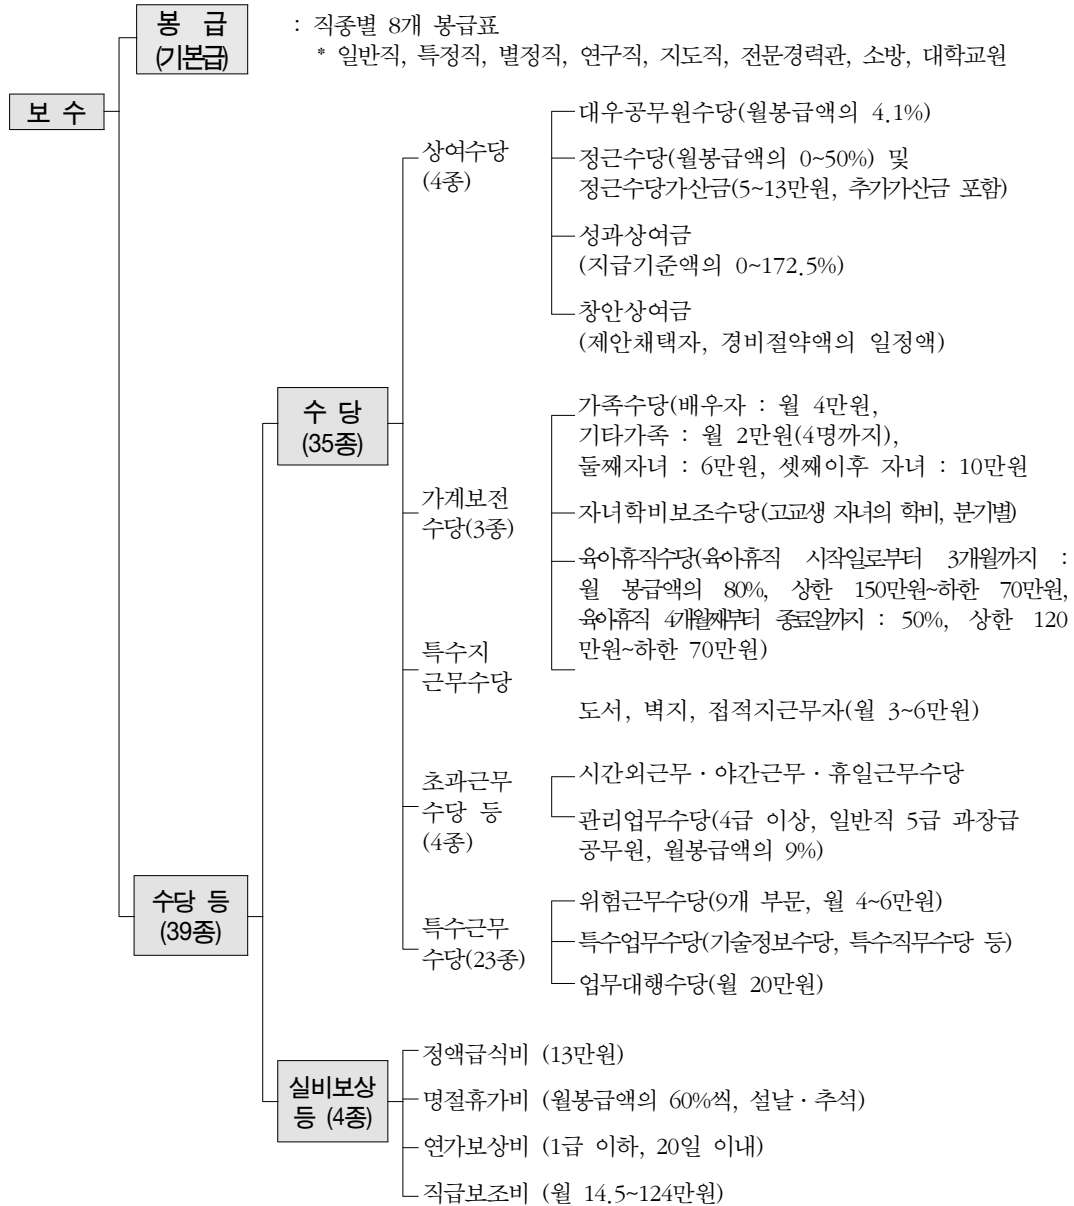 봉 급
(기본급)
: 직종별 8개 봉급표
* 일반직, 특정직, 별정직, 연구직, 지도직, 전문경력관, 소방, 대학교원
보 수
상여수당
(4종)
대우공무원수당(월봉급액의 4.1%)
정근수당(월봉급액의 0~50%) 및
정근수당가산금(5~13만원, 추가가산금 포함)
성과상여금
(지급기준액의 0~172.5%)
창안상여금
(제안채택자, 경비절약액의 일정액)
수 당
(35종)
가계보전
수당(3종)
가족수당(배우자 : 월 4만원,
기타가족 : 월 2만원(4명까지),
둘째자녀 : 6만원, 셋째이후 자녀 : 10만원
자녀학비보조수당(고교생 자녀의 학비, 분기별)
육아휴직수당(육아휴직 시작일로부터 3개월까지 :
월 봉급액의 80%, 상한 150만원~하한 70만원,
육아휴직 4개월째부터 종료일까지 : 50%, 상한 120
만원~하한 70만원)
특수지
근무수당
도서, 벽지, 접적지근무자(월 3~6만원)
초과근무
수당 등
(4종)
시간외근무 · 야간근무 · 휴일근무수당
관리업무수당(4급 이상, 일반직 5급 과장급
공무원, 월봉급액의 9%)
수당 등
(39종)
특수근무
수당(23종)
위험근무수당(9개 부문, 월 4~6만원)
특수업무수당(기술정보수당, 특수직무수당 등)
업무대행수당(월 20만원)
실비보상
등 (4종)
정액급식비 (13만원)
명절휴가비 (월봉급액의 60%씩, 설날 · 추석)
연가보상비 (1급 이하, 20일 이내)
직급보조비 (월 14.5~124만원)